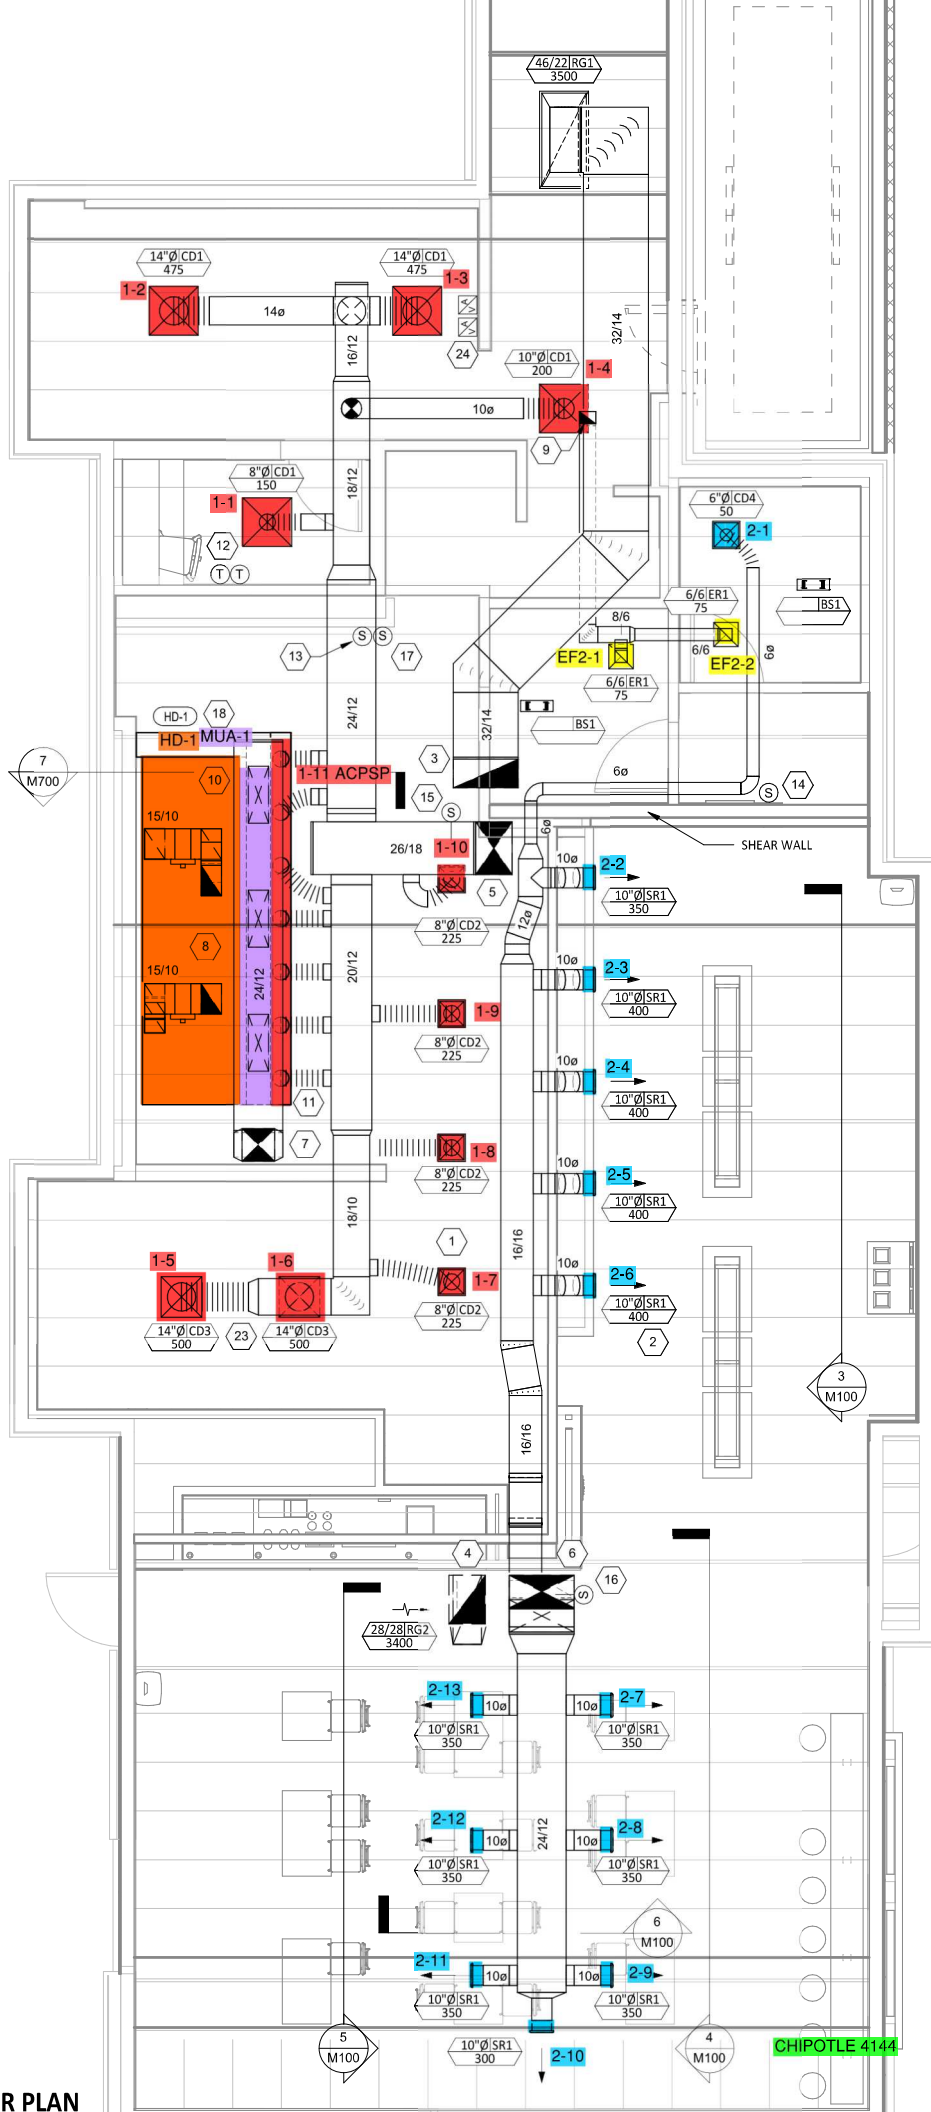 46/22 RG1
3500
14"Ø CD1
475
14"Ø CD1
475
1-2
1-3
14ø
16/12
24
32/14
10"Ø CD1
200
1-4
10ø
9
8"Ø CD1
150
1-1
18/12
12
T T
6"Ø CD4
50
2-1
BS1
6/6 ER1
75
8/6
6/6
6ø
EF2-1
EF2-2
6/6 ER1
75
13
S S
17
24/12
HD-1
18
HD-1
MUA-1
32/14
BS1
3
7
M700
10
1-11 ACPSP
15
S
6ø
S
14
15/10
26/18
1-10
5
6ø
SHEAR WALL
10ø
2-2
10"Ø SR1
350
8"Ø CD2
225
12ø
8
15/10
24/12
20/12
10ø
2-3
10"Ø SR1
400
1-9
8"Ø CD2
225
10ø
2-4
10"Ø SR1
400
11
7
1-8
8"Ø CD2
225
10ø
2-5
10"Ø SR1
400
18/10
1
16/16
1-5
1-6
1-7
10ø
2-6
10"Ø SR1
400
14"Ø CD3
500
23
14"Ø CD3
500
8"Ø CD2
225
2
3
M100
16/16
4
6
16
S
28/28 RG2
3400
2-13
10ø
10ø
2-7
10"Ø SR1
350
10"Ø SR1
350
2-12
10ø
24/12
10ø
2-8
10"Ø SR1
350
10"Ø SR1
350
6
M100
2-11
10ø
10ø
2-9
10"Ø SR1
350
10"Ø SR1
350
5
M100
10"Ø SR1
300
2-10
4
M100
CHIPOTLE 4144
R PLAN